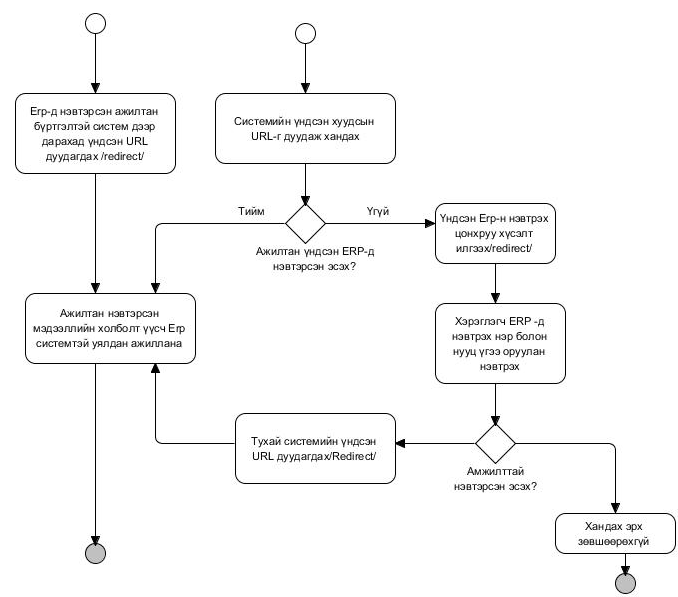 Erp-д нэвтэрсэн ажилтан
бүртгэлтэй систем дээр
дарахад үндсэн URL
дуудагдах /redirect/
Системийн үндсэн хуудсын
URL-г дуудаж хандах
Тийм
Үгүй
Ажилтан үндсэн ERP-д
нэвтэрсэн эсэх?
Үндсэн Erp-н нэвтрэх
цонхруу хүсэлт
илгээх/redirect/
Ажилтан нэвтэрсэн
мэдээллийн холболт үүсч Erp
системтэй уялдан ажиллана
Хэрэглэгч ERP -д
нэвтрэх нэр болон
нууц үгээ оруулан
нэвтрэх
Тухай системийн үндсэн
URL дуудагдах/Redirect/
Амжилттай
нэвтэрсэн эсэх?
Хандах эрх
зөвшөөрөхгүй